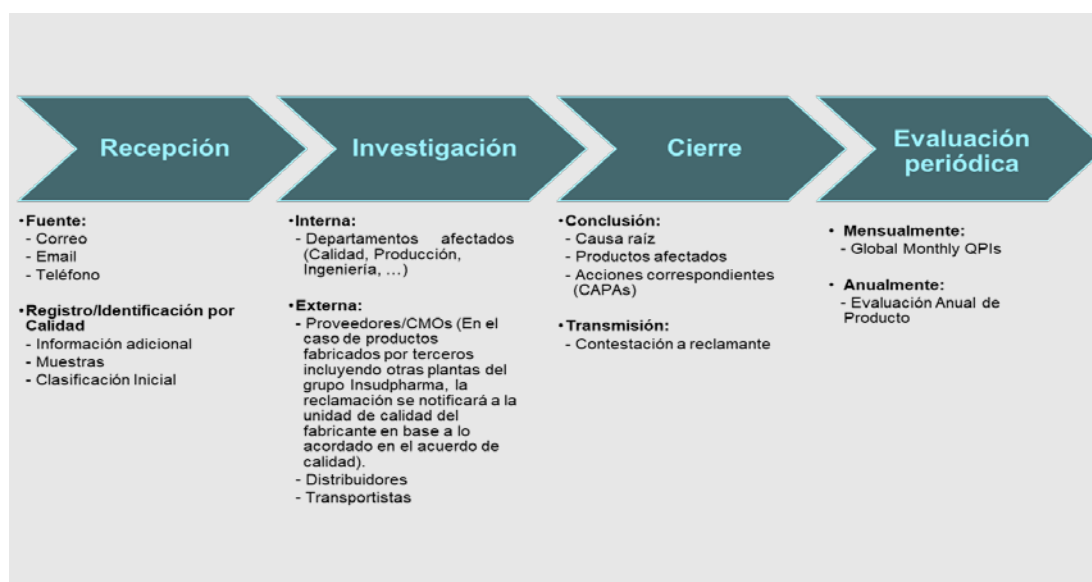 Recepción
•Fuente:
- Correo
- Email
- Teléfono
•Registro/Identificación por
Calidad
- Información adicional
- Muestras
- Clasificación Inicial
Investigación
•Interna:
- Departamentos afectados
(Calidad, Producción,
Ingeniería, ...)
•Externa:
- Proveedores/CMOs (En el
caso de productos
fabricados por terceros
incluyendo otras plantas del
grupo Insudpharma, la
reclamación se notificará a la
unidad de calidad del
fabricante en base a lo
acordado en el acuerdo de
calidad).
- Distribuidores
- Transportistas
Cierre
•Conclusión:
- Causa raíz
- Productos afectados
- Acciones correspondientes
(CAPAs)
•Transmisión:
- Contestación a reclamante
Evaluación
periódica
• Mensualmente:
- Global Monthly QPIs
• Anualmente:
- Evaluación Anual de
Producto